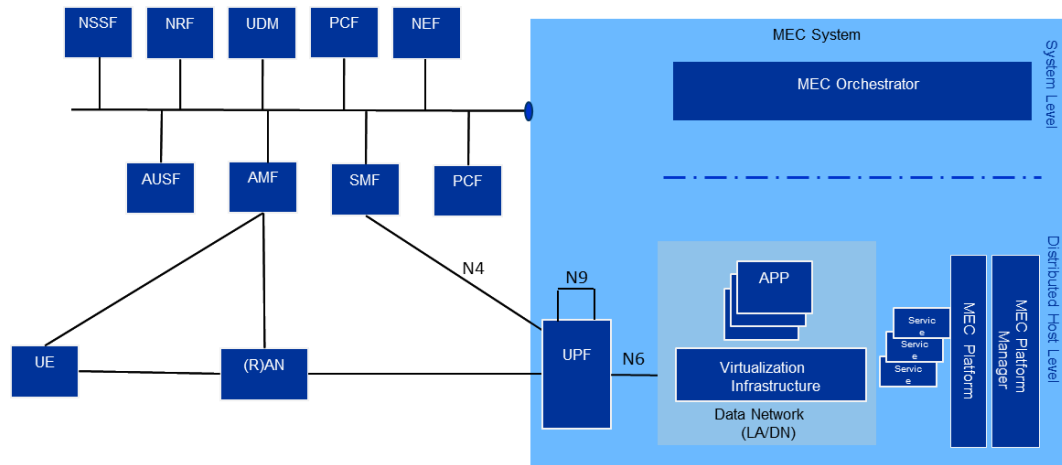 NSSF
NRF
UDM
PCF
NEF
MEC System
System Level
MEC Orchestrator
AUSF
AMF
SMF
PCF
Distributed Host Level
N4
N9
APP
UE
(R)AN
UPF
N6
Virtualization
Infrastructure
Data Network
(LA/DN)
Servic
e
Servic
e
Servic
e
MEC Platform
MEC Platform
Manager